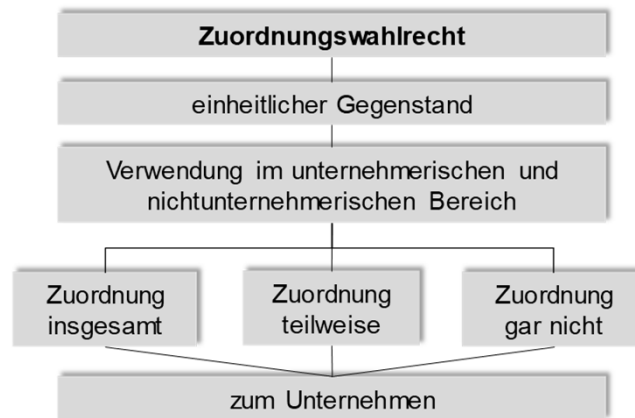 Zuordnungswahlrecht
einheitlicher Gegenstand
Verwendung im unternehmerischen und
nichtunternehmerischen Bereich
Zuordnung
insgesamt
Zuordnung
teilweise
Zuordnung
gar nicht
zum Unternehmen